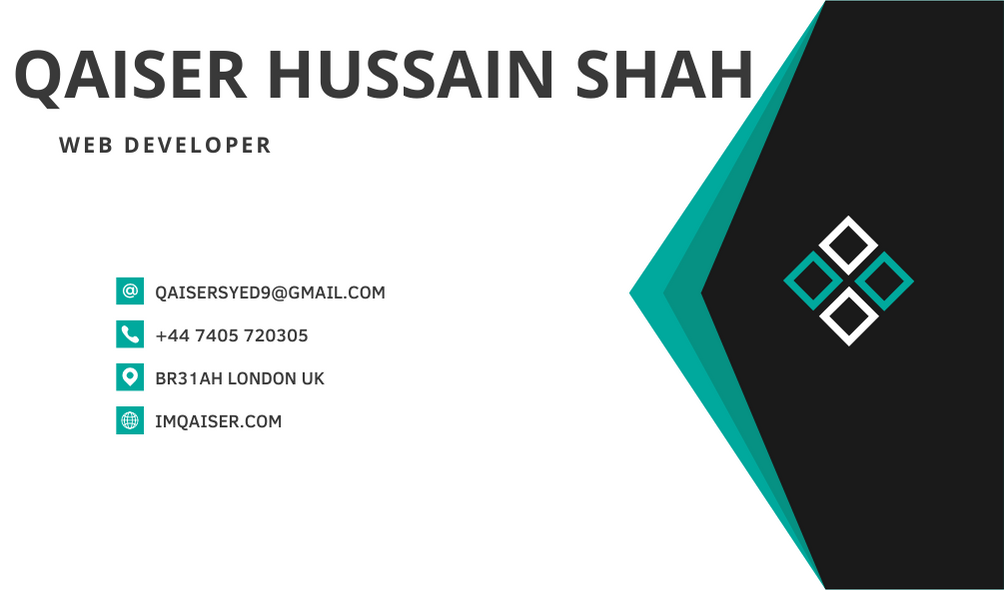 QAISER HUSSAIN SHAH
WEB DEVELOPER
QAISERSYED9@GMAIL.COM
+44 7405 720305
BR31AH LONDON UK
IMQAISER.COM